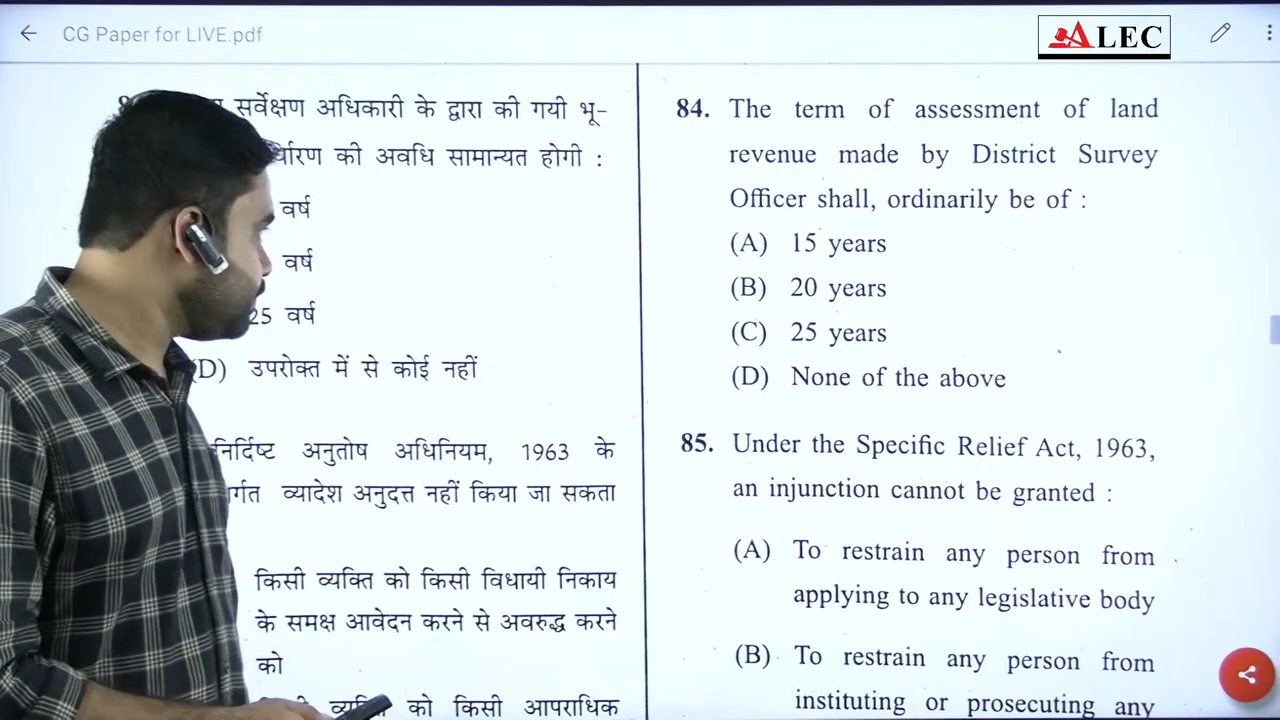 CG Paper for LIVE.pdf
ALEC
सर्वेक्षण अधिकारी के द्वारा की गयी भू-
की अवधि सामान्यत होगी :
वर्ष
वर्ष
25 वर्ष
(D) उपरोक्त में से कोई नहीं
निर्दिष्ट अनुतोष अधिनियम, 1963 के
व्यादेश अनुदत्त नहीं किया जा सकता
किसी व्यक्ति को किसी विधायी निकाय
के समक्ष आवेदन करने से अवरुद्ध करने
को
को किसी आपराधिक
84. The term of assessment of land
revenue made by District Survey
Officer shall, ordinarily be of :
(A) 15 years
(B) 20 years
(C) 25 years
(D) None of the above
85. Under the Specific Relief Act, 1963,
an injunction cannot be granted :
(A) To restrain any person from
applying to any legislative body
(B) To restrain any person from
instituting or prosecuting any